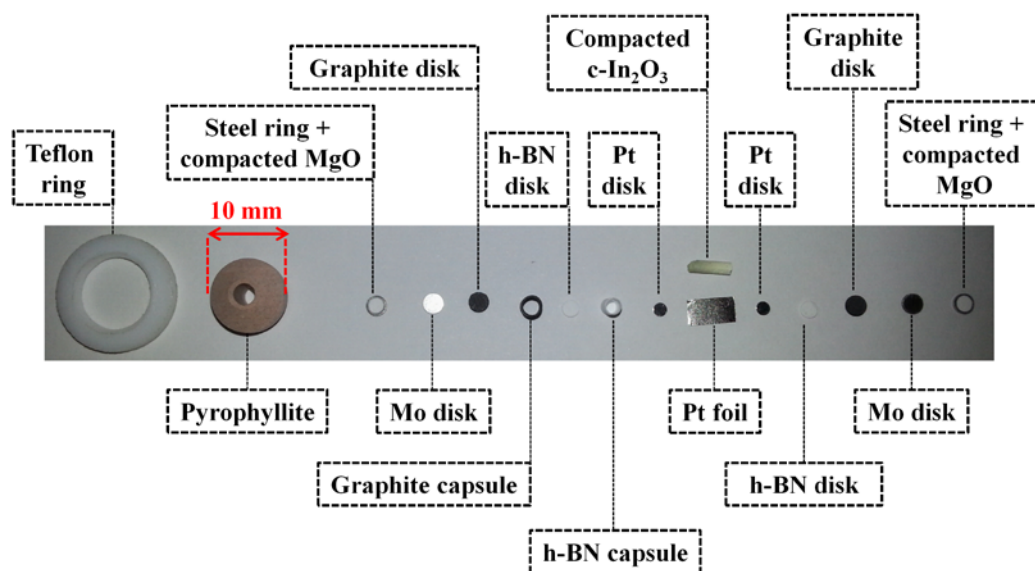 Compacted
c-In₂O₃
Graphite
disk
Graphite disk
Steel ring +
compacted MgO
Teflon
ring
h-BN
disk
Pt
disk
Pt
disk
Steel ring +
compacted
MgO
10 mm
Pyrophyllite
Mo disk
Pt foil
Mo disk
Graphite capsule
h-BN disk
h-BN capsule